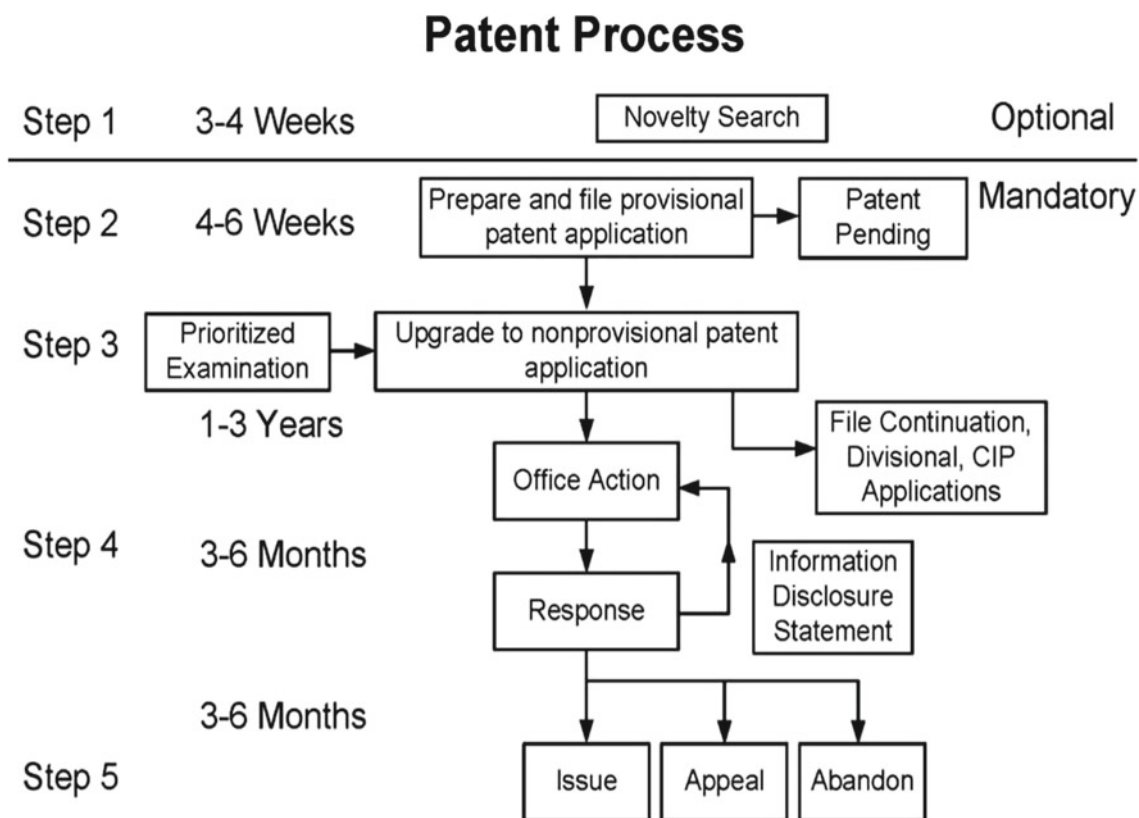 Patent Process
Step 1
3-4 Weeks
Novelty Search
Optional
Step 2
4-6 Weeks
Prepare and file provisional
patent application
Patent
Pending
Mandatory
Step 3
Prioritized
Examination
Upgrade to nonprovisional patent
application
1-3 Years
File Continuation,
Divisional, CIP
Applications
Office Action
Step 4
3-6 Months
Response
Information
Disclosure
Statement
3-6 Months
Step 5
Issue
Appeal
Abandon